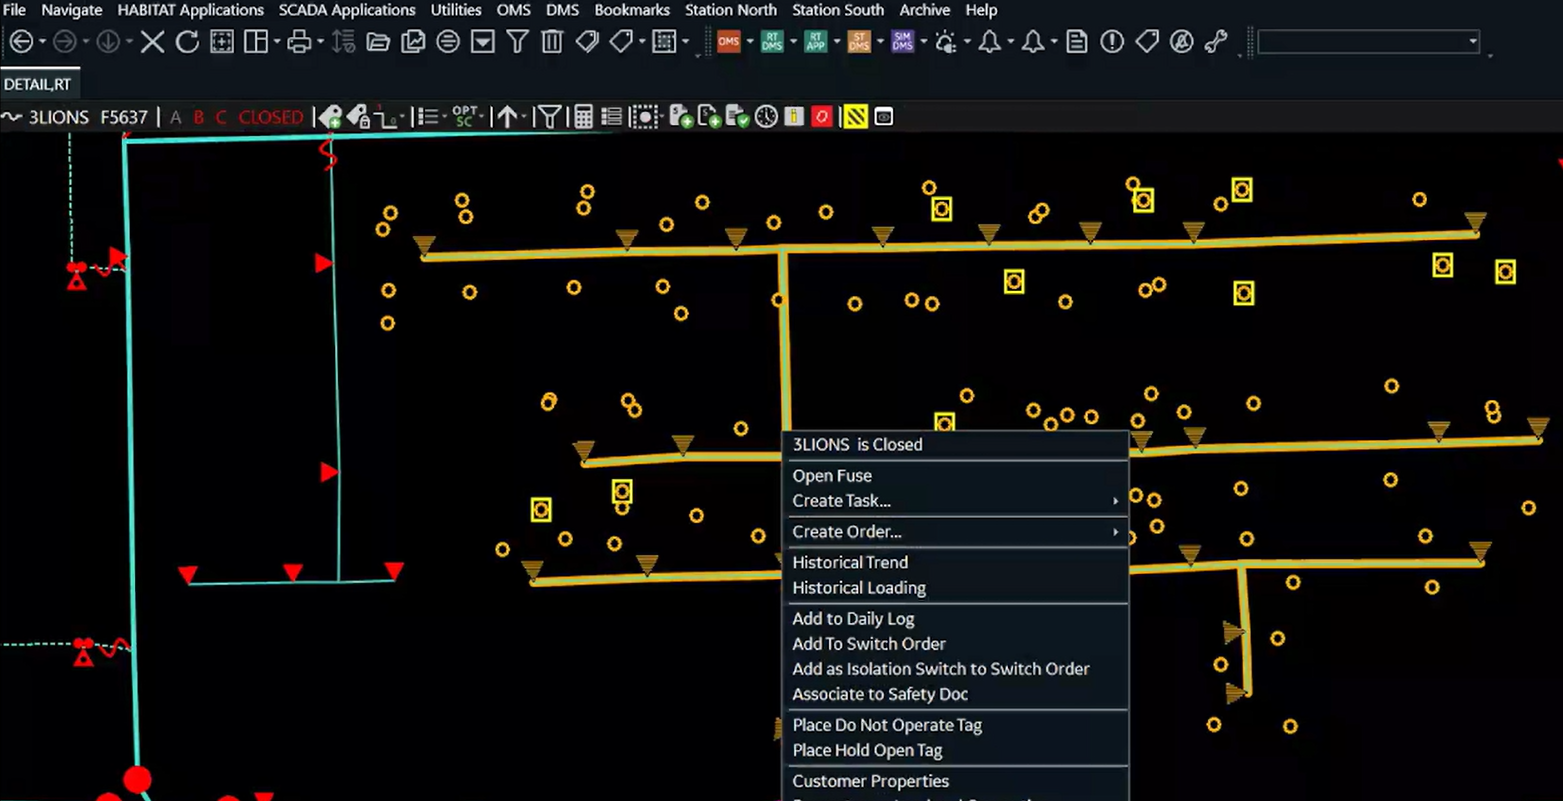 File Navigate HABITAT Applications SCADA Applications Utilities OMS DMS Bookmarks Station North Station South Archive Help
OMS RT DMS RT APP ST DMS SIM DMS
DETAIL,RT
3LIONS F5637 | A B C CLOSED OPT SC
3LIONS is Closed
Open Fuse
Create Task...
Create Order...
Historical Trend
Historical Loading
Add to Daily Log
Add To Switch Order
Add as Isolation Switch to Switch Order
Associate to Safety Doc
Place Do Not Operate Tag
Place Hold Open Tag
Customer Properties